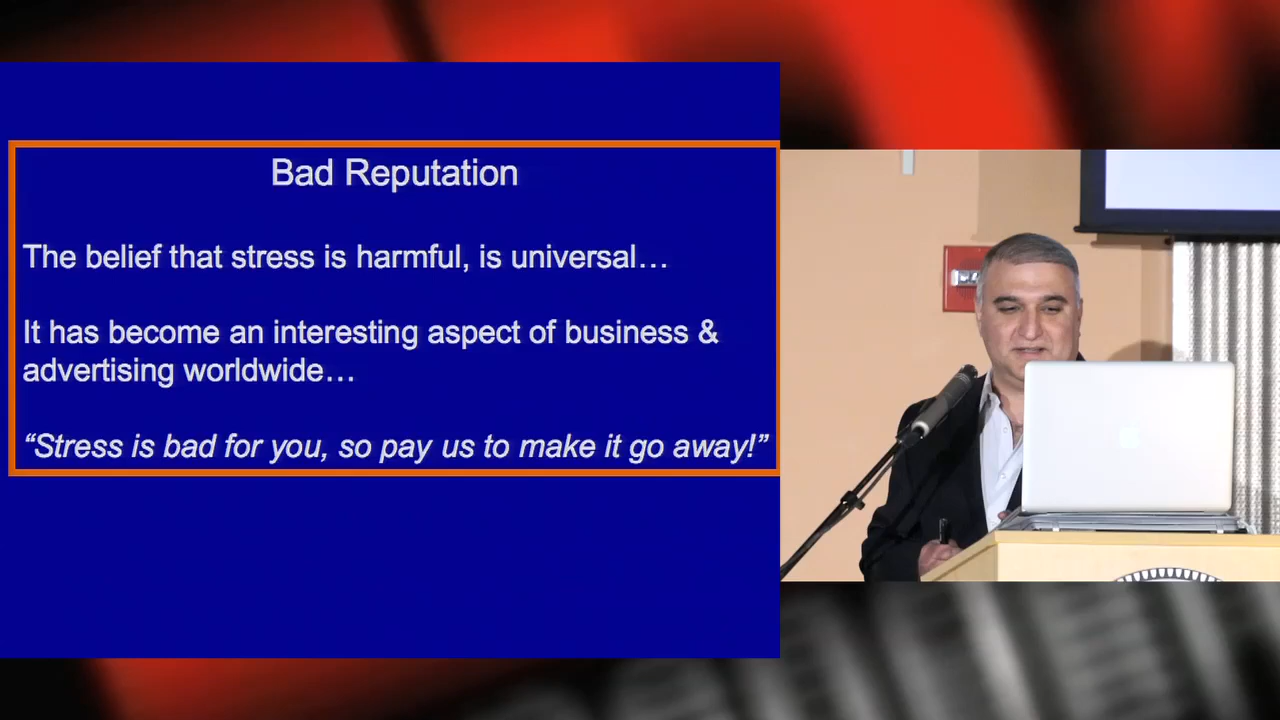 Bad Reputation
The belief that stress is harmful, is universal…
It has become an interesting aspect of business &
advertising worldwide…
“Stress is bad for you, so pay us to make it go away!”